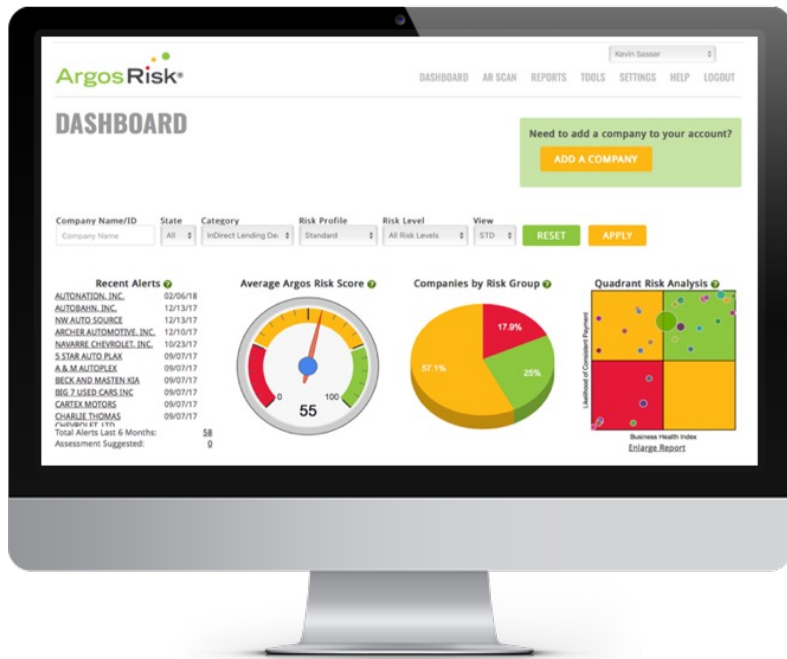 Kevin Sasser
ArgosRisk®
DASHBOARD AR SCAN REPORTS TOOLS SETTINGS HELP LOGOUT
DASHBOARD
Need to add a company to your account?
ADD A COMPANY
Company Name/ID State Category Risk Profile Risk Level View
Company Name All InDirect Lending De. Standard All Risk Levels STD RESET APPLY
Recent Alerts ?
AUTONATION, INC. 02/06/18
AUTOBAHN, INC. 12/13/17
NW AUTO SOURCE 12/13/17
ARCHER AUTOMOTIVE, INC. 12/10/17
NAVARRE CHEVROLET, INC. 10/23/17
5 STAR AUTO PLAX 09/07/17
A & M AUTOPLEX 09/07/17
BECK AND MASTEN KIA 09/07/17
BIG 7 USED CARS INC 09/07/17
CARTEX MOTORS 09/07/17
CHARLIE THOMAS 09/07/17
CHEVROLET LTD
Total Alerts Last 6 Months: 58
Assessment Suggested: 0
Average Argos Risk Score ?
0
100
55
Companies by Risk Group ?
17.9%
57.1%
25%
Quadrant Risk Analysis ?
Likelihood of Consistent Payment
Business Health Index
Enlarge Report